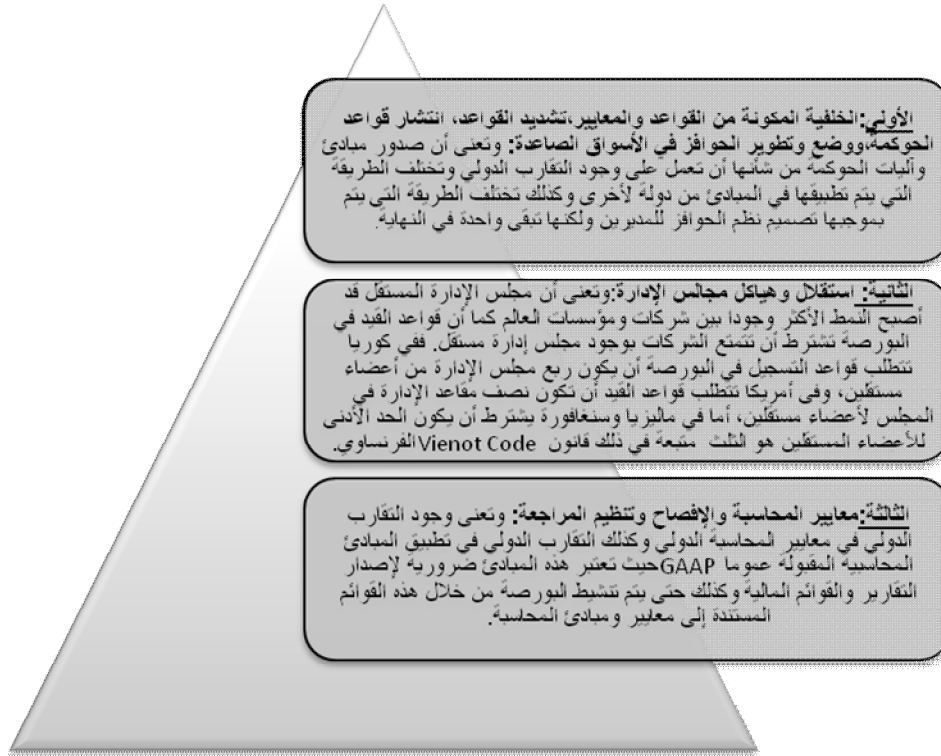 الأولى:الخلفية المكونة من القواعد والمعايير،تشديد القواعد، انتشار قواعد
الحوكمة،ووضع وتطوير الحوافز في الأسواق الصاعدة: وتعنى أن صدور مبادئ
وآليات الحوكمة من شأنها أن تعمل على وجود التقارب الدولي وتختلف الطريقة
التي يتم تطبيقها في المبادئ من دولة لأخرى وكذلك تختلف الطريقة التي يتم
بموجبها تصميم نظم الحوافز للمديرين ولكنها تبقى واحدة في النهاية.
الثانية: استقلال وهياكل مجالس الإدارة:وتعنى أن مجلس الإدارة المستقل قد
أصبح النمط الأكثر وجودا بين شركات ومؤسسات العالم كما أن قواعد القيد في
البورصة تشترط أن تتمتع الشركات بوجود مجلس إدارة مستقل. ففي كوريا
تتطلب قواعد التسجيل في البورصة أن يكون ربع مجلس الإدارة من أعضاء
مستقلين، وفى أمريكا تتطلب قواعد القيد أن تكون نصف مقاعد الإدارة في
المجلس لأعضاء مستقلين، أما في ماليزيا وسنغافورة يشترط أن يكون الحد الأدنى
للأعضاء المستقلين هو الثلث متبعة في ذلك قانون Vienot Code الفرنساوي.
الثالثة:معايير المحاسبة والإفصاح وتنظيم المراجعة: وتعنى وجود التقارب
الدولي في معايير المحاسبة الدولي وكذلك التقارب الدولي في تطبيق المبادئ
المحاسبية المقبولة عموما GAAPحيث تعتبر هذه المبادئ ضرورية لإصدار
التقارير والقوائم المالية وكذلك حتى يتم تنشيط البورصة من خلال هذه القوائم
المستندة إلى معايير ومبادئ المحاسبة.